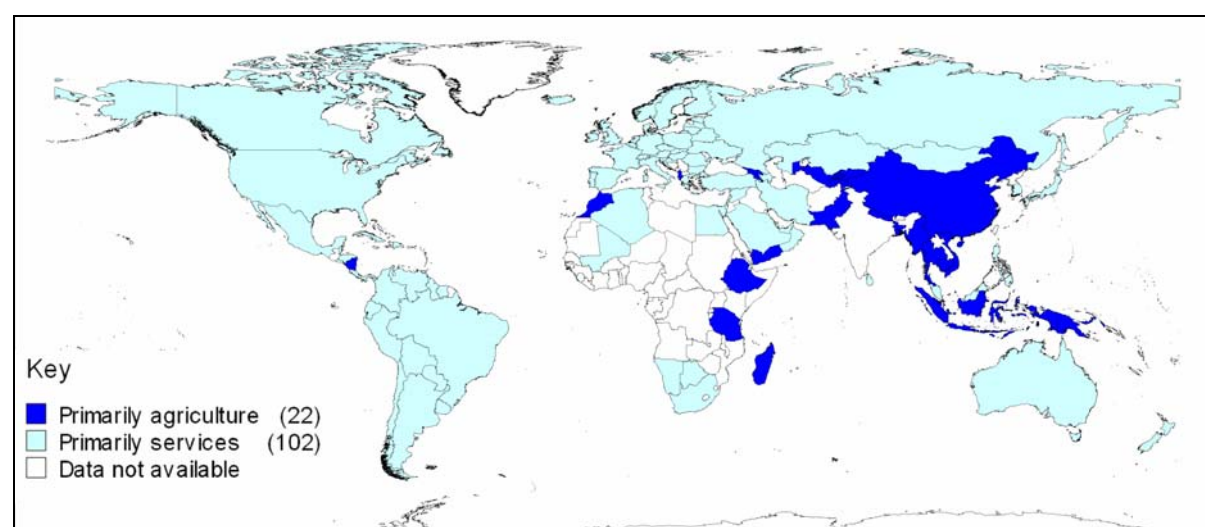 Key
Primarily agriculture (22)
Primarily services (102)
Data not available